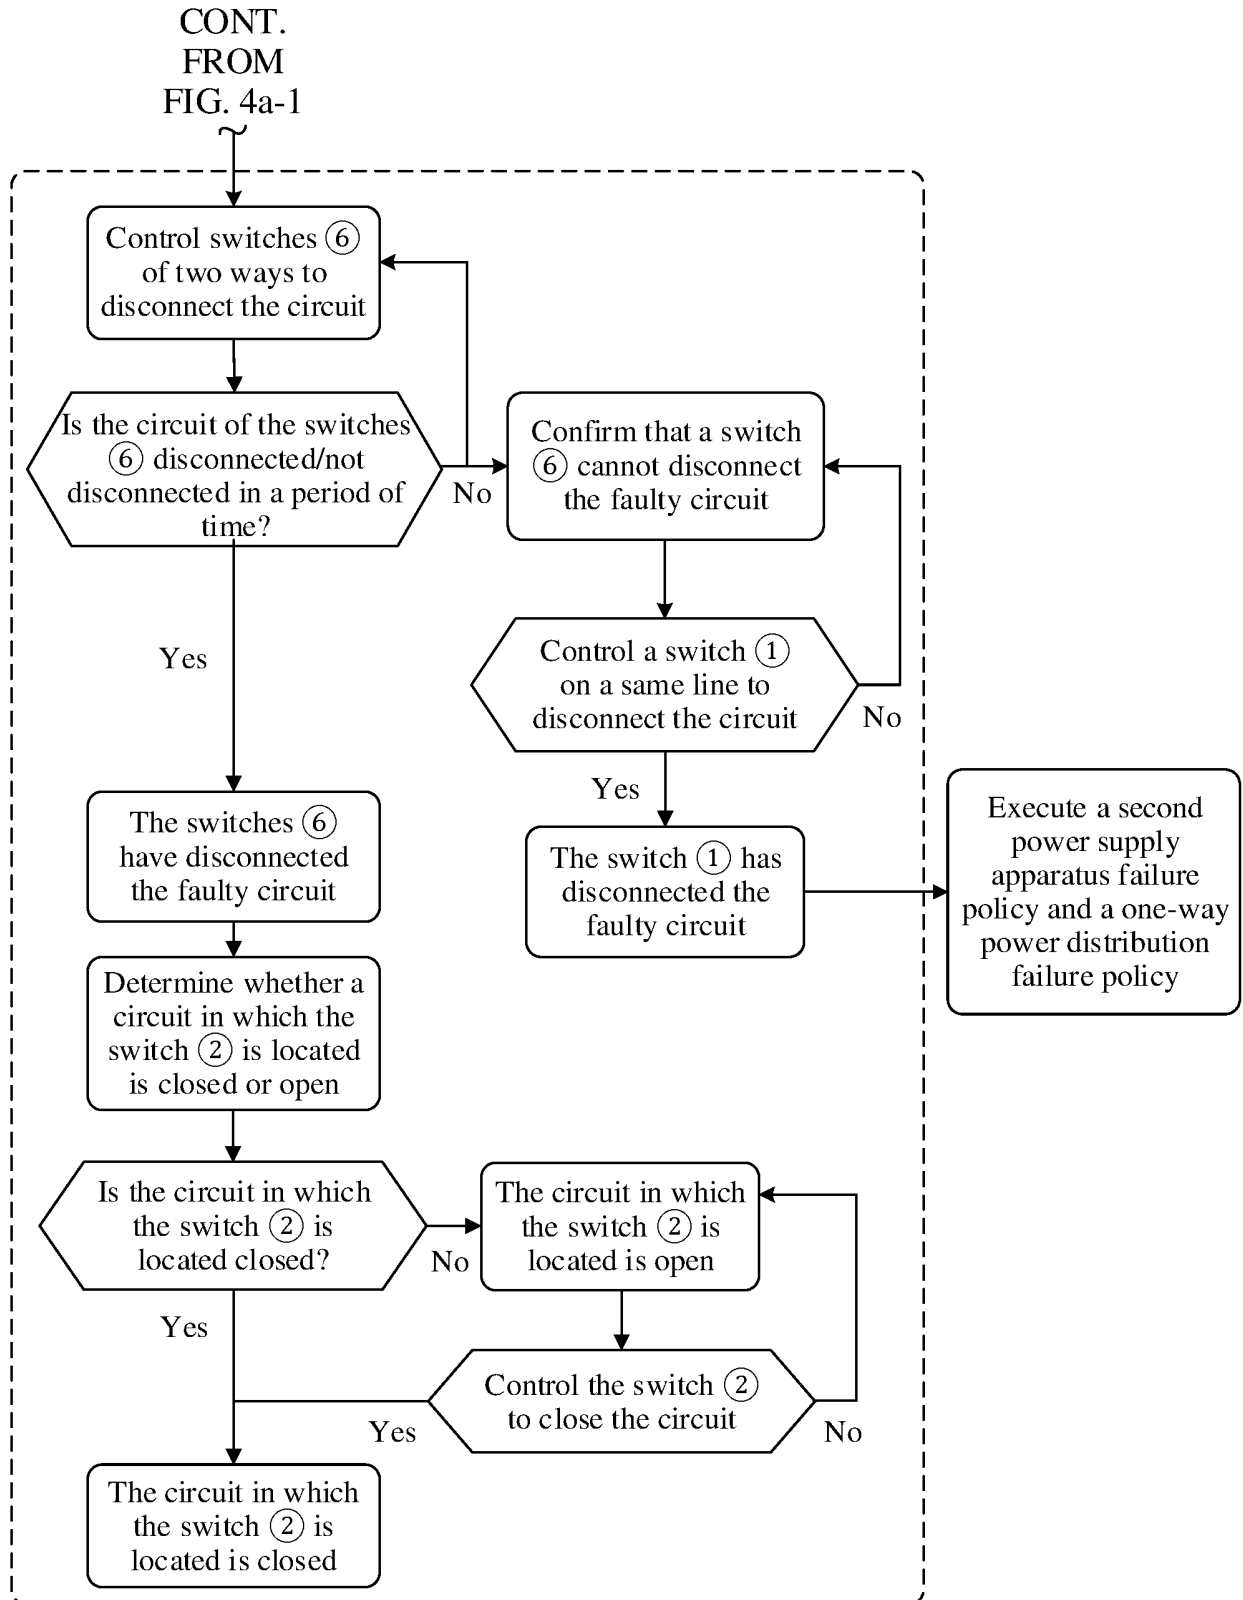 CONT.
FROM
FIG. 4a-1
Control switches ⑥
of two ways to
disconnect the circuit
Is the circuit of the switches
⑥ disconnected/not
disconnected in a period of
time?
No
Confirm that a switch
⑥ cannot disconnect
the faulty circuit
Yes
Control a switch ①
on a same line to
disconnect the circuit
No
Yes
The switches ⑥
have disconnected
the faulty circuit
The switch ① has
disconnected the
faulty circuit
Execute a second
power supply
apparatus failure
policy and a one-way
power distribution
failure policy
Determine whether a
circuit in which the
switch ② is located
is closed or open
Is the circuit in which
the switch ② is
located closed?
No
The circuit in which
the switch ② is
located is open
Yes
Control the switch ②
to close the circuit
Yes
No
The circuit in which
the switch ② is
located is closed